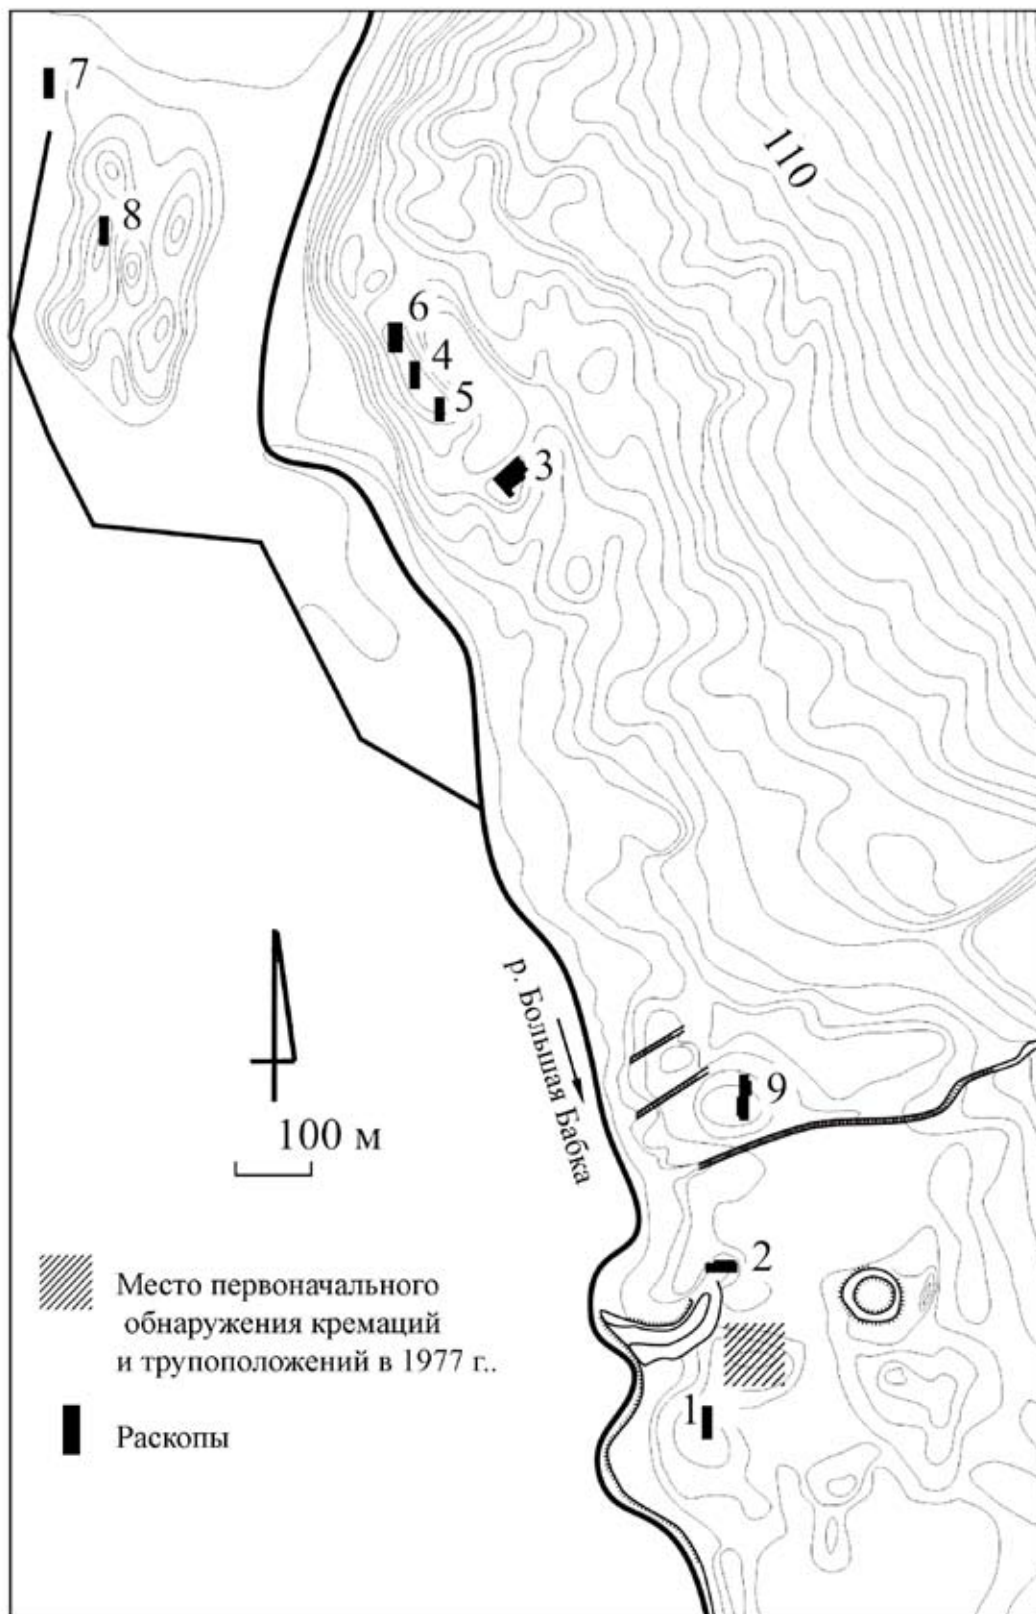 7
110
8
6
4
5
3
р. Большая Бабка
9
100 м
2
Место первоначального
обнаружения кремаций
и трупоположений в 1977 г..
1
Раскопы